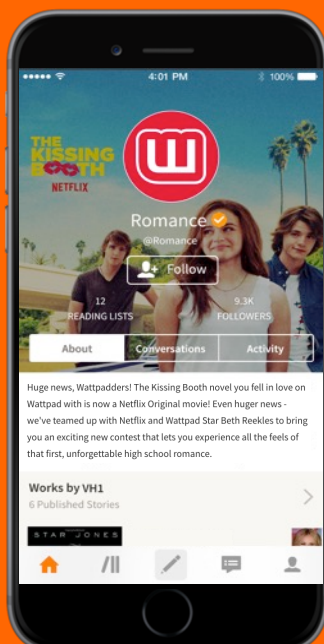 4:01 PM
100%
THE
KISSING
BOOTH
NETFLIX
Romance
@Romance
Follow
12
READING LISTS
9.3K
FOLLOWERS
About
Conversations
Activity
Huge news, Wattpadders! The Kissing Booth novel you fell in love on
Wattpad with is now a Netflix Original movie! Even huger news -
we've teamed up with Netflix and Wattpad Star Beth Reekles to bring
you an exciting new contest that lets you experience all the feels of
that first, unforgettable high school romance.
Works by VH1
6 Published Stories
STAR JONES